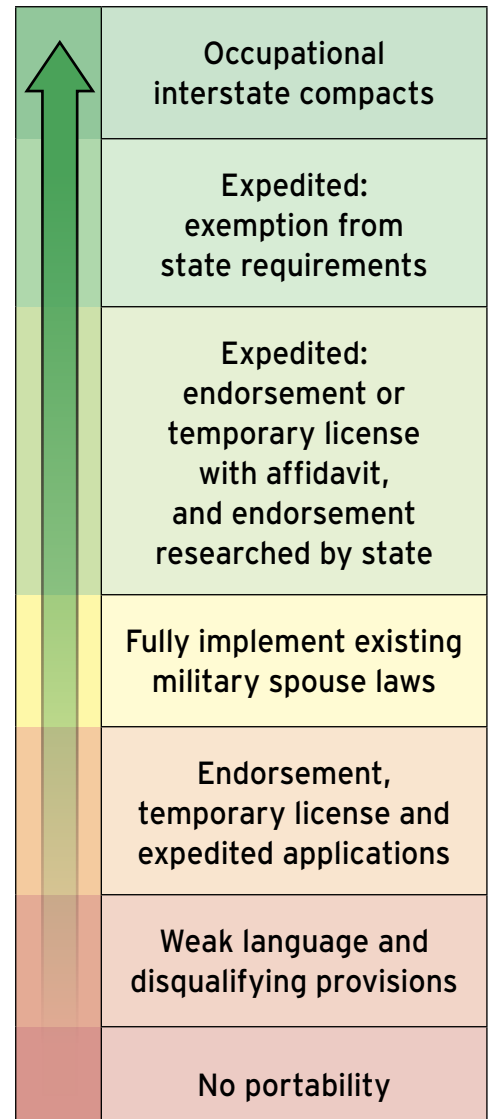 Occupational
interstate compacts
Expedited:
exemption from
state requirements
Expedited:
endorsement or
temporary license
with affidavit,
and endorsement
researched by state
Fully implement existing
military spouse laws
Endorsement,
temporary license and
expedited applications
Weak language and
disqualifying provisions
No portability